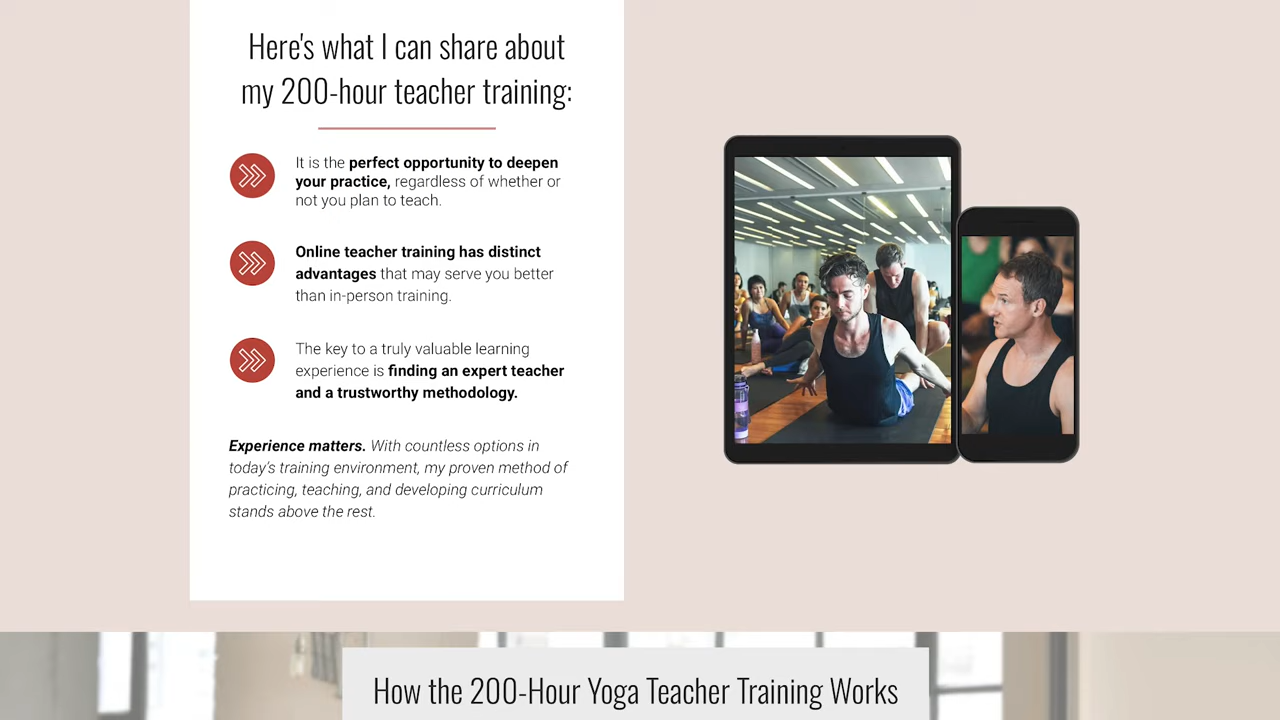 Here's what I can share about
my 200-hour teacher training:
It is the perfect opportunity to deepen
your practice, regardless of whether or
not you plan to teach.
Online teacher training has distinct
advantages that may serve you better
than in-person training.
The key to a truly valuable learning
experience is finding an expert teacher
and a trustworthy methodology.
Experience matters. With countless options in
today's training environment, my proven method of
practicing, teaching, and developing curriculum
stands above the rest.
How the 200-Hour Yoga Teacher Training Works